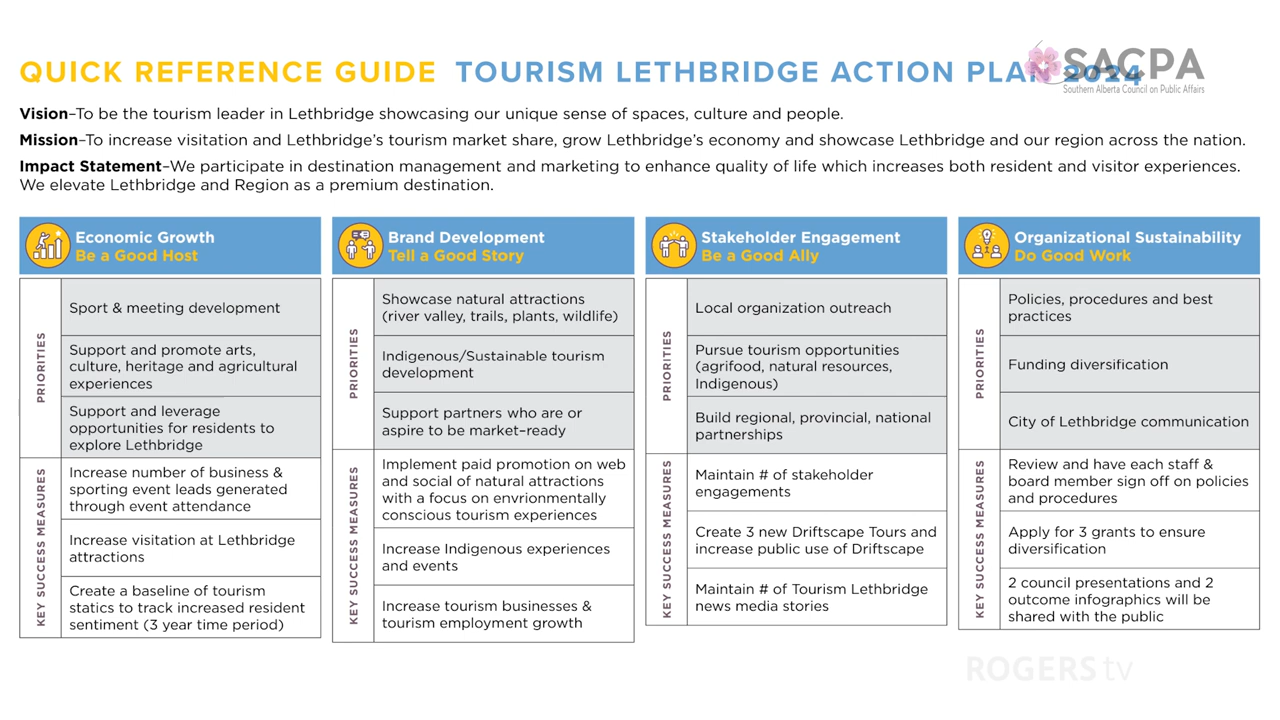 QUICK REFERENCE GUIDE TOURISM LETHBRIDGE ACTION PLAN 2024
SACPA
Southern Alberta Council on Public Affairs
Vision–To be the tourism leader in Lethbridge showcasing our unique sense of spaces, culture and people.
Mission–To increase visitation and Lethbridge's tourism market share, grow Lethbridge's economy and showcase Lethbridge and our region across the nation.
Impact Statement–We participate in destination management and marketing to enhance quality of life which increases both resident and visitor experiences.
We elevate Lethbridge and Region as a premium destination.
Economic Growth
Be a Good Host
PRIORITIES
Sport & meeting development
Support and promote arts,
culture, heritage and agricultural
experiences
Support and leverage
opportunities for residents to
explore Lethbridge
KEY SUCCESS MEASURES
Increase number of business &
sporting event leads generated
through event attendance
Increase visitation at Lethbridge
attractions
Create a baseline of tourism
statics to track increased resident
sentiment (3 year time period)
Brand Development
Tell a Good Story
PRIORITIES
Showcase natural attractions
(river valley, trails, plants, wildlife)
Indigenous/Sustainable tourism
development
Support partners who are or
aspire to be market–ready
KEY SUCCESS MEASURES
Implement paid promotion on web
and social of natural attractions
with a focus on envrionmentally
conscious tourism experiences
Increase Indigenous experiences
and events
Increase tourism businesses &
tourism employment growth
Stakeholder Engagement
Be a Good Ally
PRIORITIES
Local organization outreach
Pursue tourism opportunities
(agrifood, natural resources,
Indigenous)
Build regional, provincial, national
partnerships
KEY SUCCESS MEASURES
Maintain # of stakeholder
engagements
Create 3 new Driftscape Tours and
increase public use of Driftscape
Maintain # of Tourism Lethbridge
news media stories
Organizational Sustainability
Do Good Work
PRIORITIES
Policies, procedures and best
practices
Funding diversification
City of Lethbridge communication
KEY SUCCESS MEASURES
Review and have each staff &
board member sign off on policies
and procedures
Apply for 3 grants to ensure
diversification
2 council presentations and 2
outcome infographics will be
shared with the public
ROGERS tv